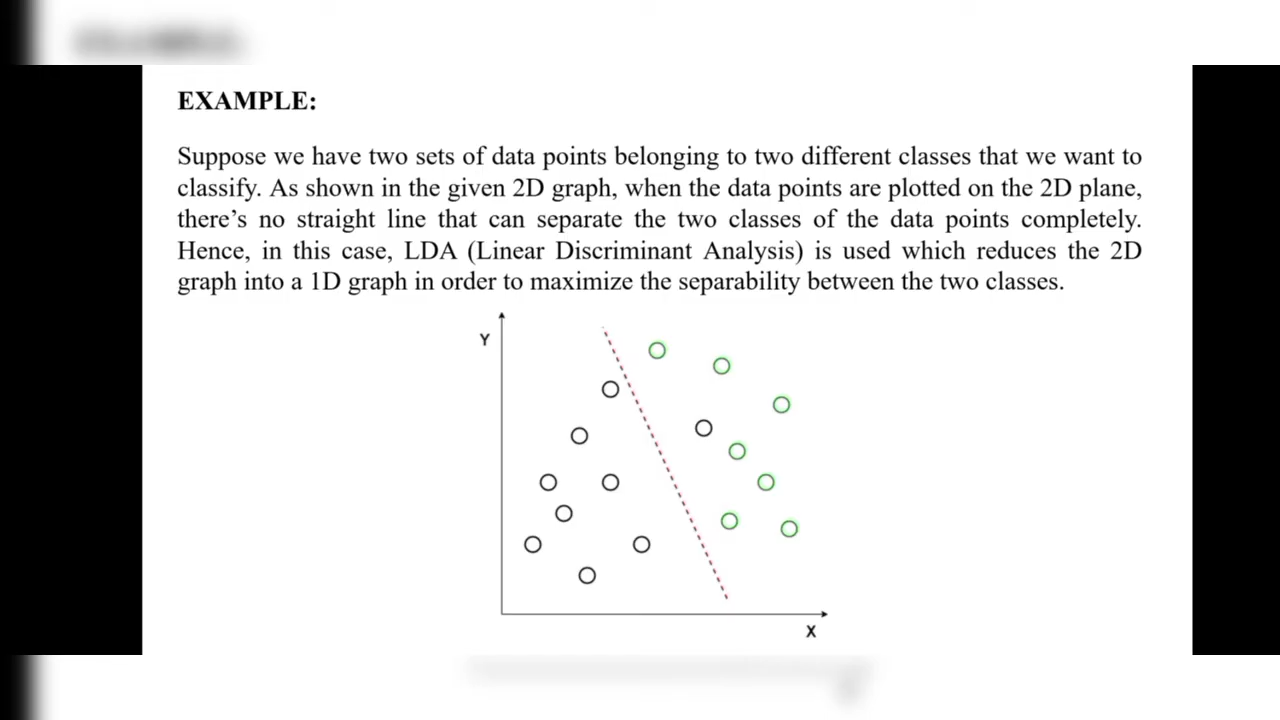 EXAMPLE:
Suppose we have two sets of data points belonging to two different classes that we want to
classify. As shown in the given 2D graph, when the data points are plotted on the 2D plane,
there’s no straight line that can separate the two classes of the data points completely.
Hence, in this case, LDA (Linear Discriminant Analysis) is used which reduces the 2D
graph into a 1D graph in order to maximize the separability between the two classes.
Y
X